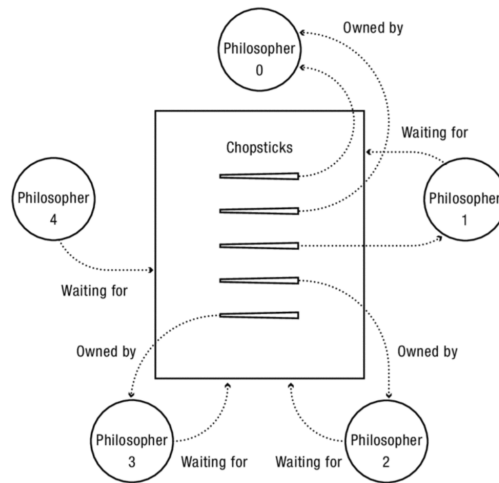 Philosopher
0
Owned by
Chopsticks
Waiting for
Philosopher
4
Philosopher
1
Waiting for
Owned by
Owned by
Philosopher
3
Waiting for
Waiting for
Philosopher
2